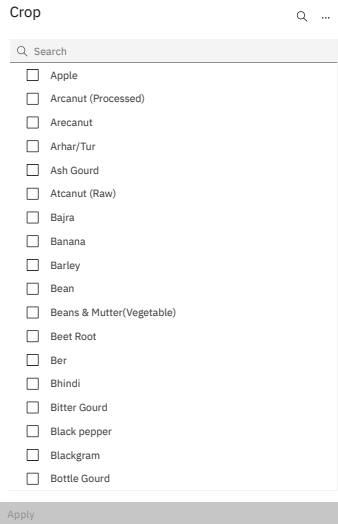 Crop
Search
Apple
Arcanut (Processed)
Arecanut
Arhar/Tur
Ash Gourd
Atcanut (Raw)
Bajra
Banana
Barley
Bean
Beans & Mutter(Vegetable)
Beet Root
Ber
Bhindi
Bitter Gourd
Black pepper
Blackgram
Bottle Gourd
Apply